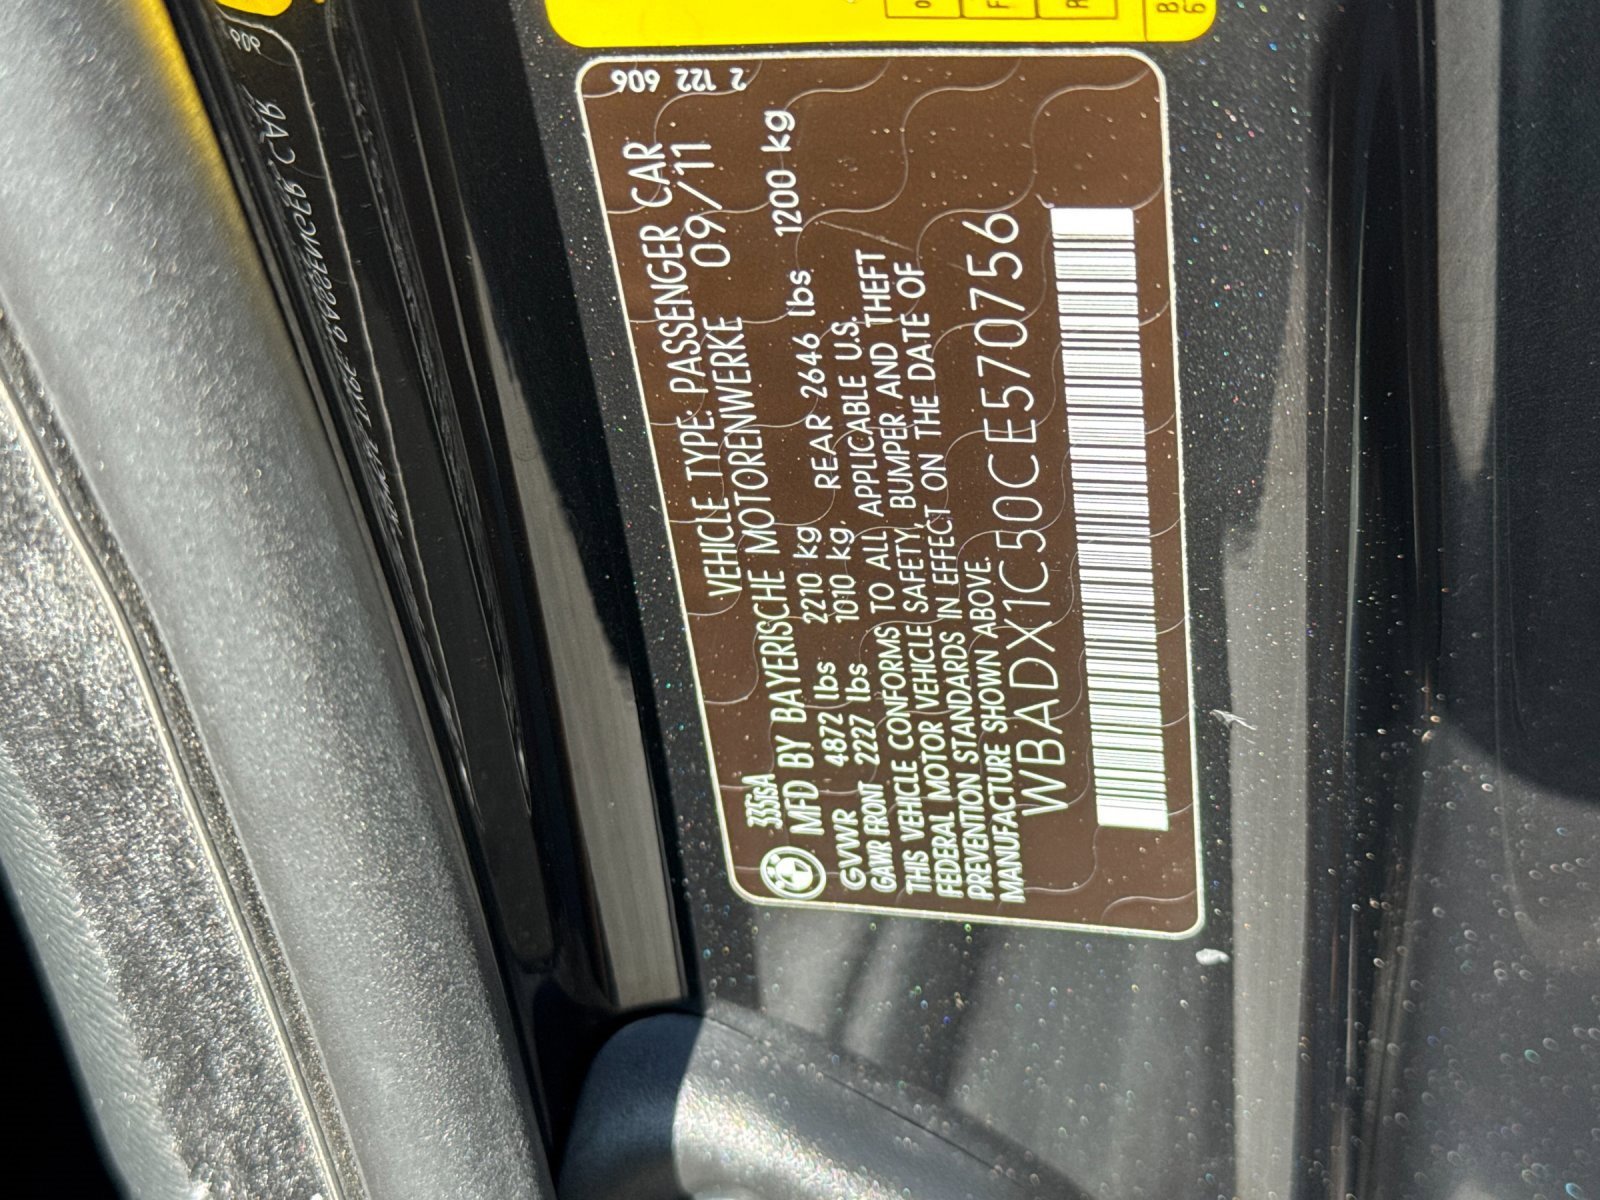 2 122 606
VEHICLE TYPE: PASSENGER CAR
335isA
MFD BY BAYERISCHE MOTORENWERKE 09/11
GVWR 4872 lbs 2210 kg
GAWR FRONT 2227 lbs 1010 kg, REAR 2646 lbs 1200 kg
THIS VEHICLE CONFORMS TO ALL APPLICABLE U.S.
FEDERAL MOTOR VEHICLE SAFETY, BUMPER AND THEFT
PREVENTION STANDARDS IN EFFECT ON THE DATE OF
MANUFACTURE SHOWN ABOVE.
WBADX1C50CE570756